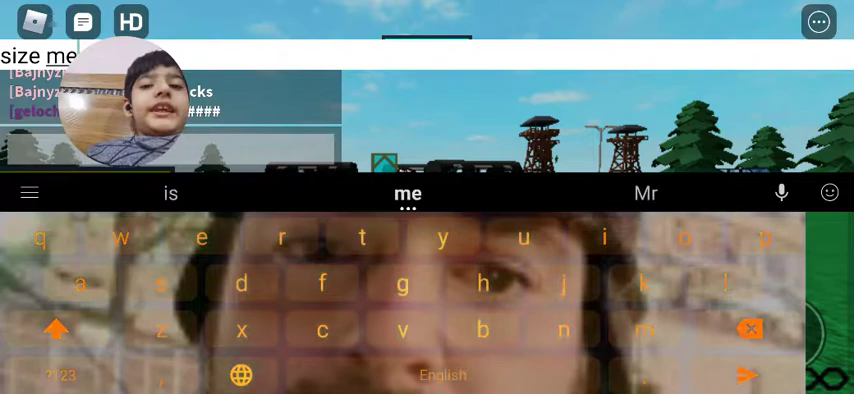 HD
size me
[Bajnyz
[Bajnyz cks
[geloch ####
is me Mr
q w e r t y u i o p
a s d f g h j k l
z x c v b n m
?123 , English .